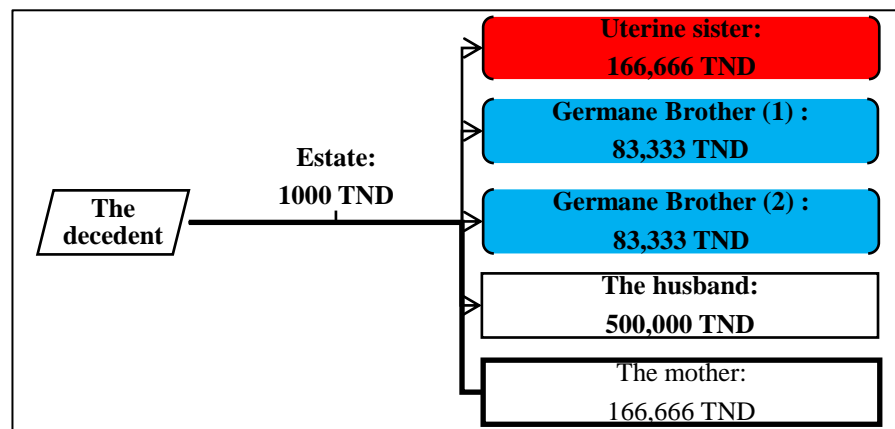 The
decedent
Estate:
1000 TND
Uterine sister:
166,666 TND
Germane Brother (1) :
83,333 TND
Germane Brother (2) :
83,333 TND
The husband:
500,000 TND
The mother:
166,666 TND